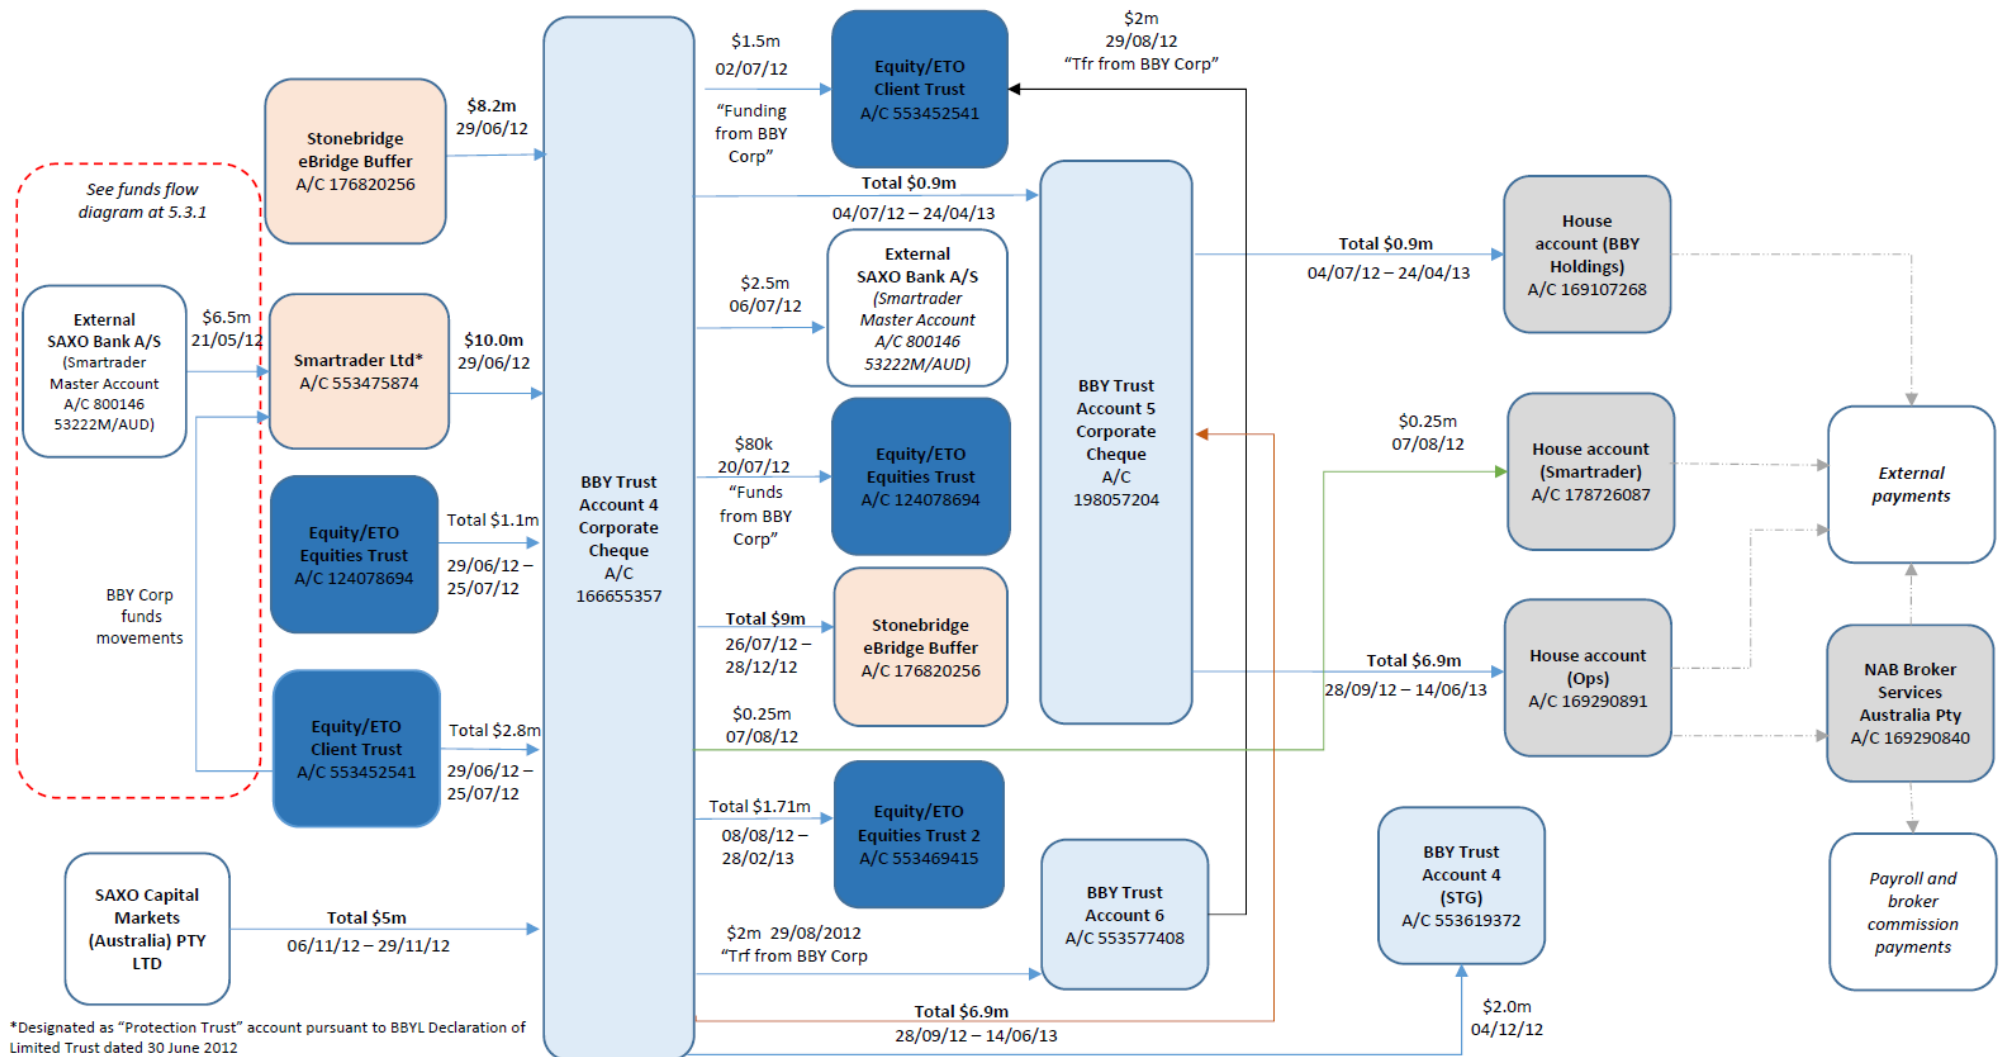 See funds flow
diagram at 5.3.1
External
SAXO Bank A/S
(Smartrader
Master Account
A/C 800146
53222M/AUD)
$6.5m
21/05/12
BBY Corp
funds
movements
Stonebridge
eBridge Buffer
A/C 176820256
$8.2m
29/06/12
Smartrader Ltd*
A/C 553475874
$10.0m
29/06/12
Equity/ETO
Equities Trust
A/C 124078694
Total $1.1m
29/06/12 –
25/07/12
Equity/ETO
Client Trust
A/C 553452541
Total $2.8m
29/06/12 –
25/07/12
SAXO Capital
Markets
(Australia) PTY
LTD
Total $5m
06/11/12 – 29/11/12
*Designated as “Protection Trust” account pursuant to BBYL Declaration of
Limited Trust dated 30 June 2012
BBY Trust
Account 4
Corporate
Cheque
A/C
166655357
$1.5m
02/07/12
“Funding
from BBY
Corp”
Equity/ETO
Client Trust
A/C 553452541
$2m
29/08/12
“Tfr from BBY Corp”
Total $0.9m
04/07/12 – 24/04/13
$2.5m
06/07/12
External
SAXO Bank A/S
(Smartrader
Master Account
A/C 800146
53222M/AUD)
$80k
20/07/12
“Funds
from BBY
Corp”
Equity/ETO
Equities Trust
A/C 124078694
Total $9m
26/07/12 –
28/12/12
Stonebridge
eBridge Buffer
A/C 176820256
$0.25m
07/08/12
Total $1.71m
08/08/12 –
28/02/13
Equity/ETO
Equities Trust 2
A/C 553469415
$2m 29/08/2012
“Trf from BBY Corp
BBY Trust
Account 6
A/C 553577408
Total $6.9m
28/09/12 – 14/06/13
BBY Trust
Account 5
Corporate
Cheque
A/C
198057204
Total $0.9m
04/07/12 – 24/04/13
House
account (BBY
Holdings)
A/C 169107268
$0.25m
07/08/12
House account
(Smartrader)
A/C 178726087
Total $6.9m
28/09/12 – 14/06/13
House account
(Ops)
A/C 169290891
BBY Trust
Account 4
(STG)
A/C 553619372
$2.0m
04/12/12
External
payments
NAB Broker
Services
Australia Pty
A/C 169290840
Payroll and
broker
commission
payments